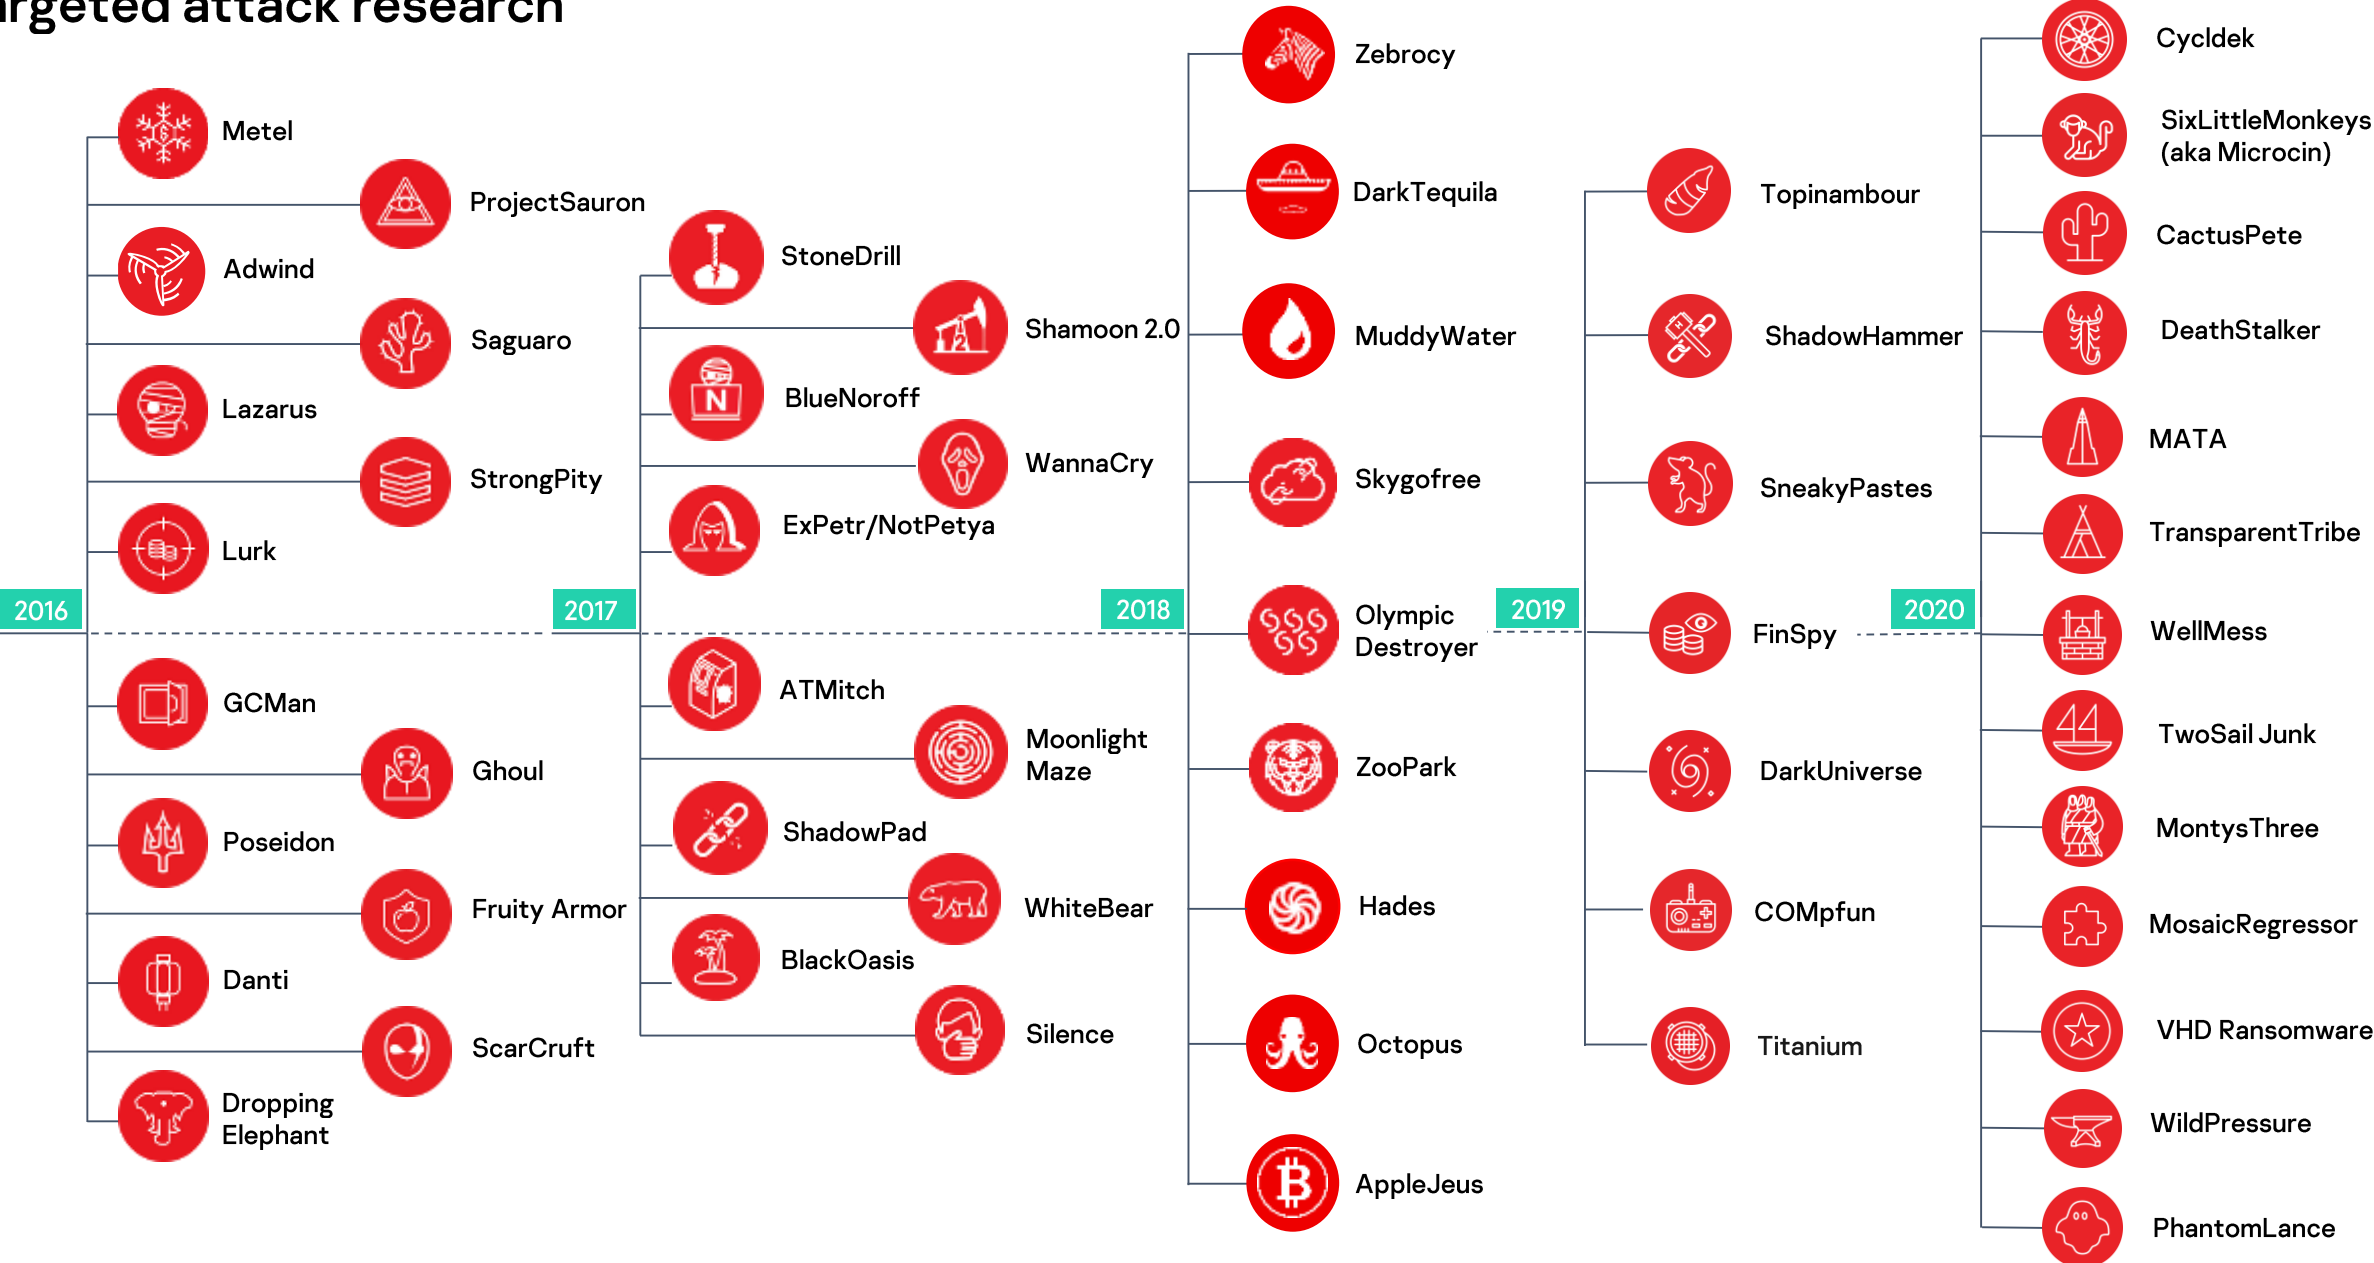 argeted attack research
2016
Metel
ProjectSauron
Adwind
Saguaro
Lazarus
StrongPity
Lurk
GCMan
Ghoul
Poseidon
Fruity Armor
Danti
ScarCruft
Dropping
Elephant
2017
StoneDrill
Shamoon 2.0
2
BlueNoroff
N
WannaCry
ExPetr/NotPetya
ATMitch
Moonlight
Maze
ShadowPad
WhiteBear
BlackOasis
Silence
2018
Zebrocy
DarkTequila
MuddyWater
Skygofree
Olympic
Destroyer
ZooPark
Hades
Octopus
AppleJeus
2019
Topinambour
ShadowHammer
SneakyPastes
FinSpy
DarkUniverse
COMpfun
Titanium
2020
Cycldek
SixLittleMonkeys
(aka Microcin)
CactusPete
DeathStalker
MATA
TransparentTribe
WellMess
TwoSail Junk
MontysThree
MosaicRegressor
VHD Ransomware
WildPressure
PhantomLance